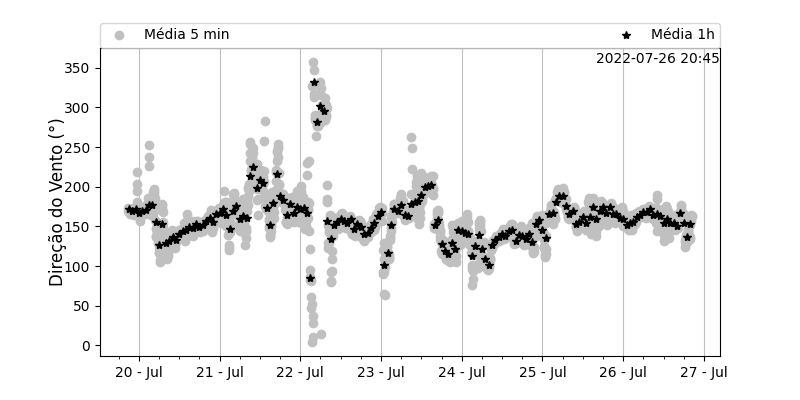 Média 5 min
Média 1h
2022-07-26 20:45
Direção do Vento (°)
350
300
250
200
150
100
50
0
20 - Jul
21 - Jul
22 - Jul
23 - Jul
24 - Jul
25 - Jul
26 - Jul
27 - Jul